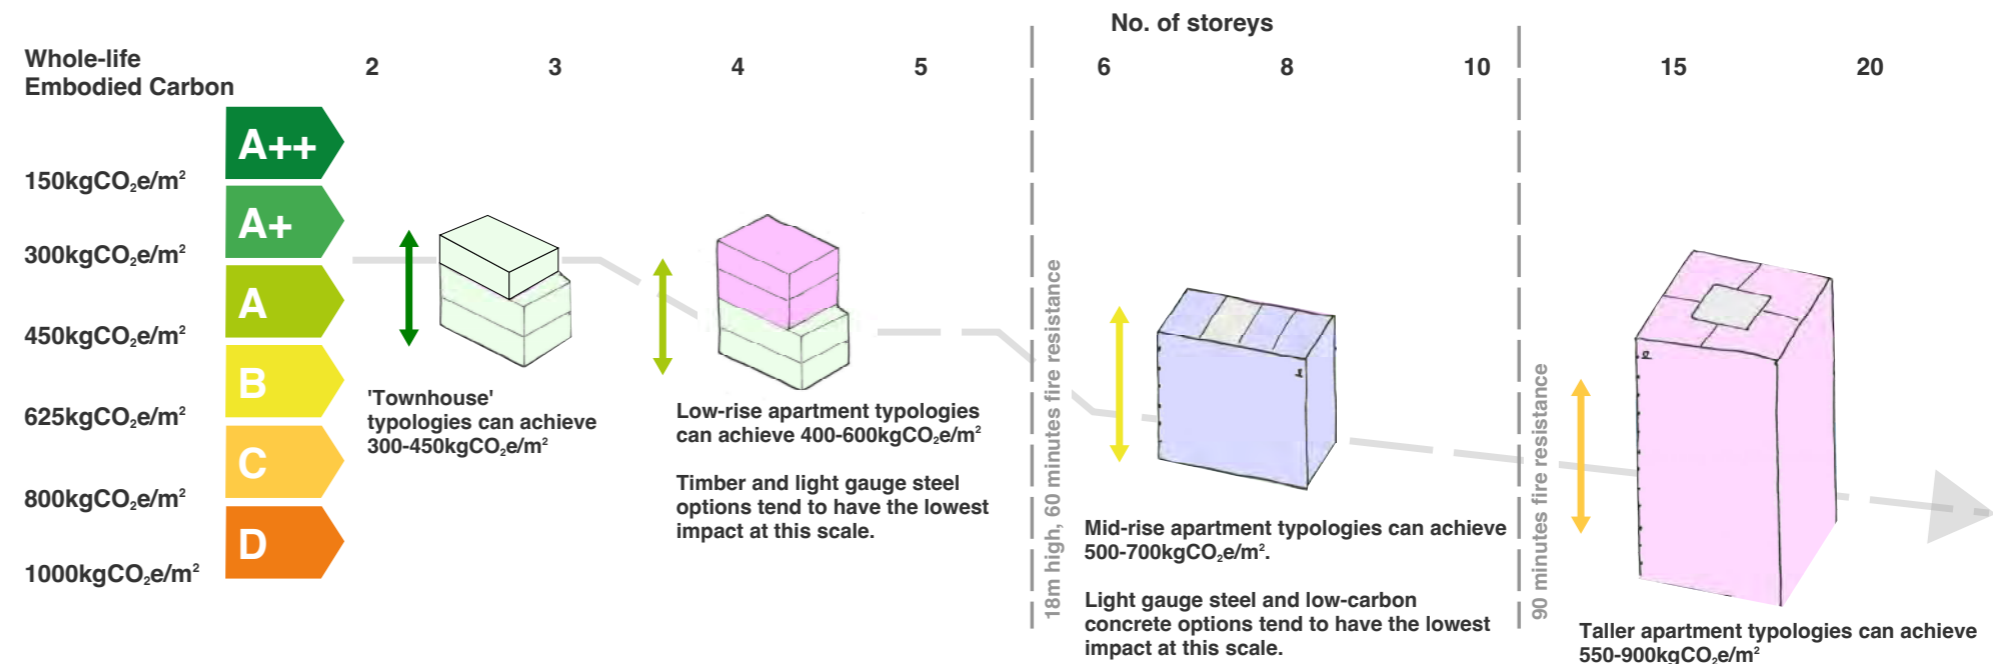 No. of storeys
Whole-life
Embodied Carbon
2
3
4
5
6
8
10
15
20
A++
150kgCO₂e/m²
A+
300kgCO₂e/m²
A
450kgCO₂e/m²
B
625kgCO₂e/m²
C
800kgCO₂e/m²
D
1000kgCO₂e/m²
'Townhouse'
typologies can achieve
300-450kgCO₂e/m²
Low-rise apartment typologies
can achieve 400-600kgCO₂e/m²
Timber and light gauge steel
options tend to have the lowest
impact at this scale.
18m high, 60 minutes fire resistance
Mid-rise apartment typologies can achieve
500-700kgCO₂e/m².
Light gauge steel and low-carbon
concrete options tend to have the lowest
impact at this scale.
90 minutes fire resistance
Taller apartment typologies can achieve
550-900kgCO₂e/m²